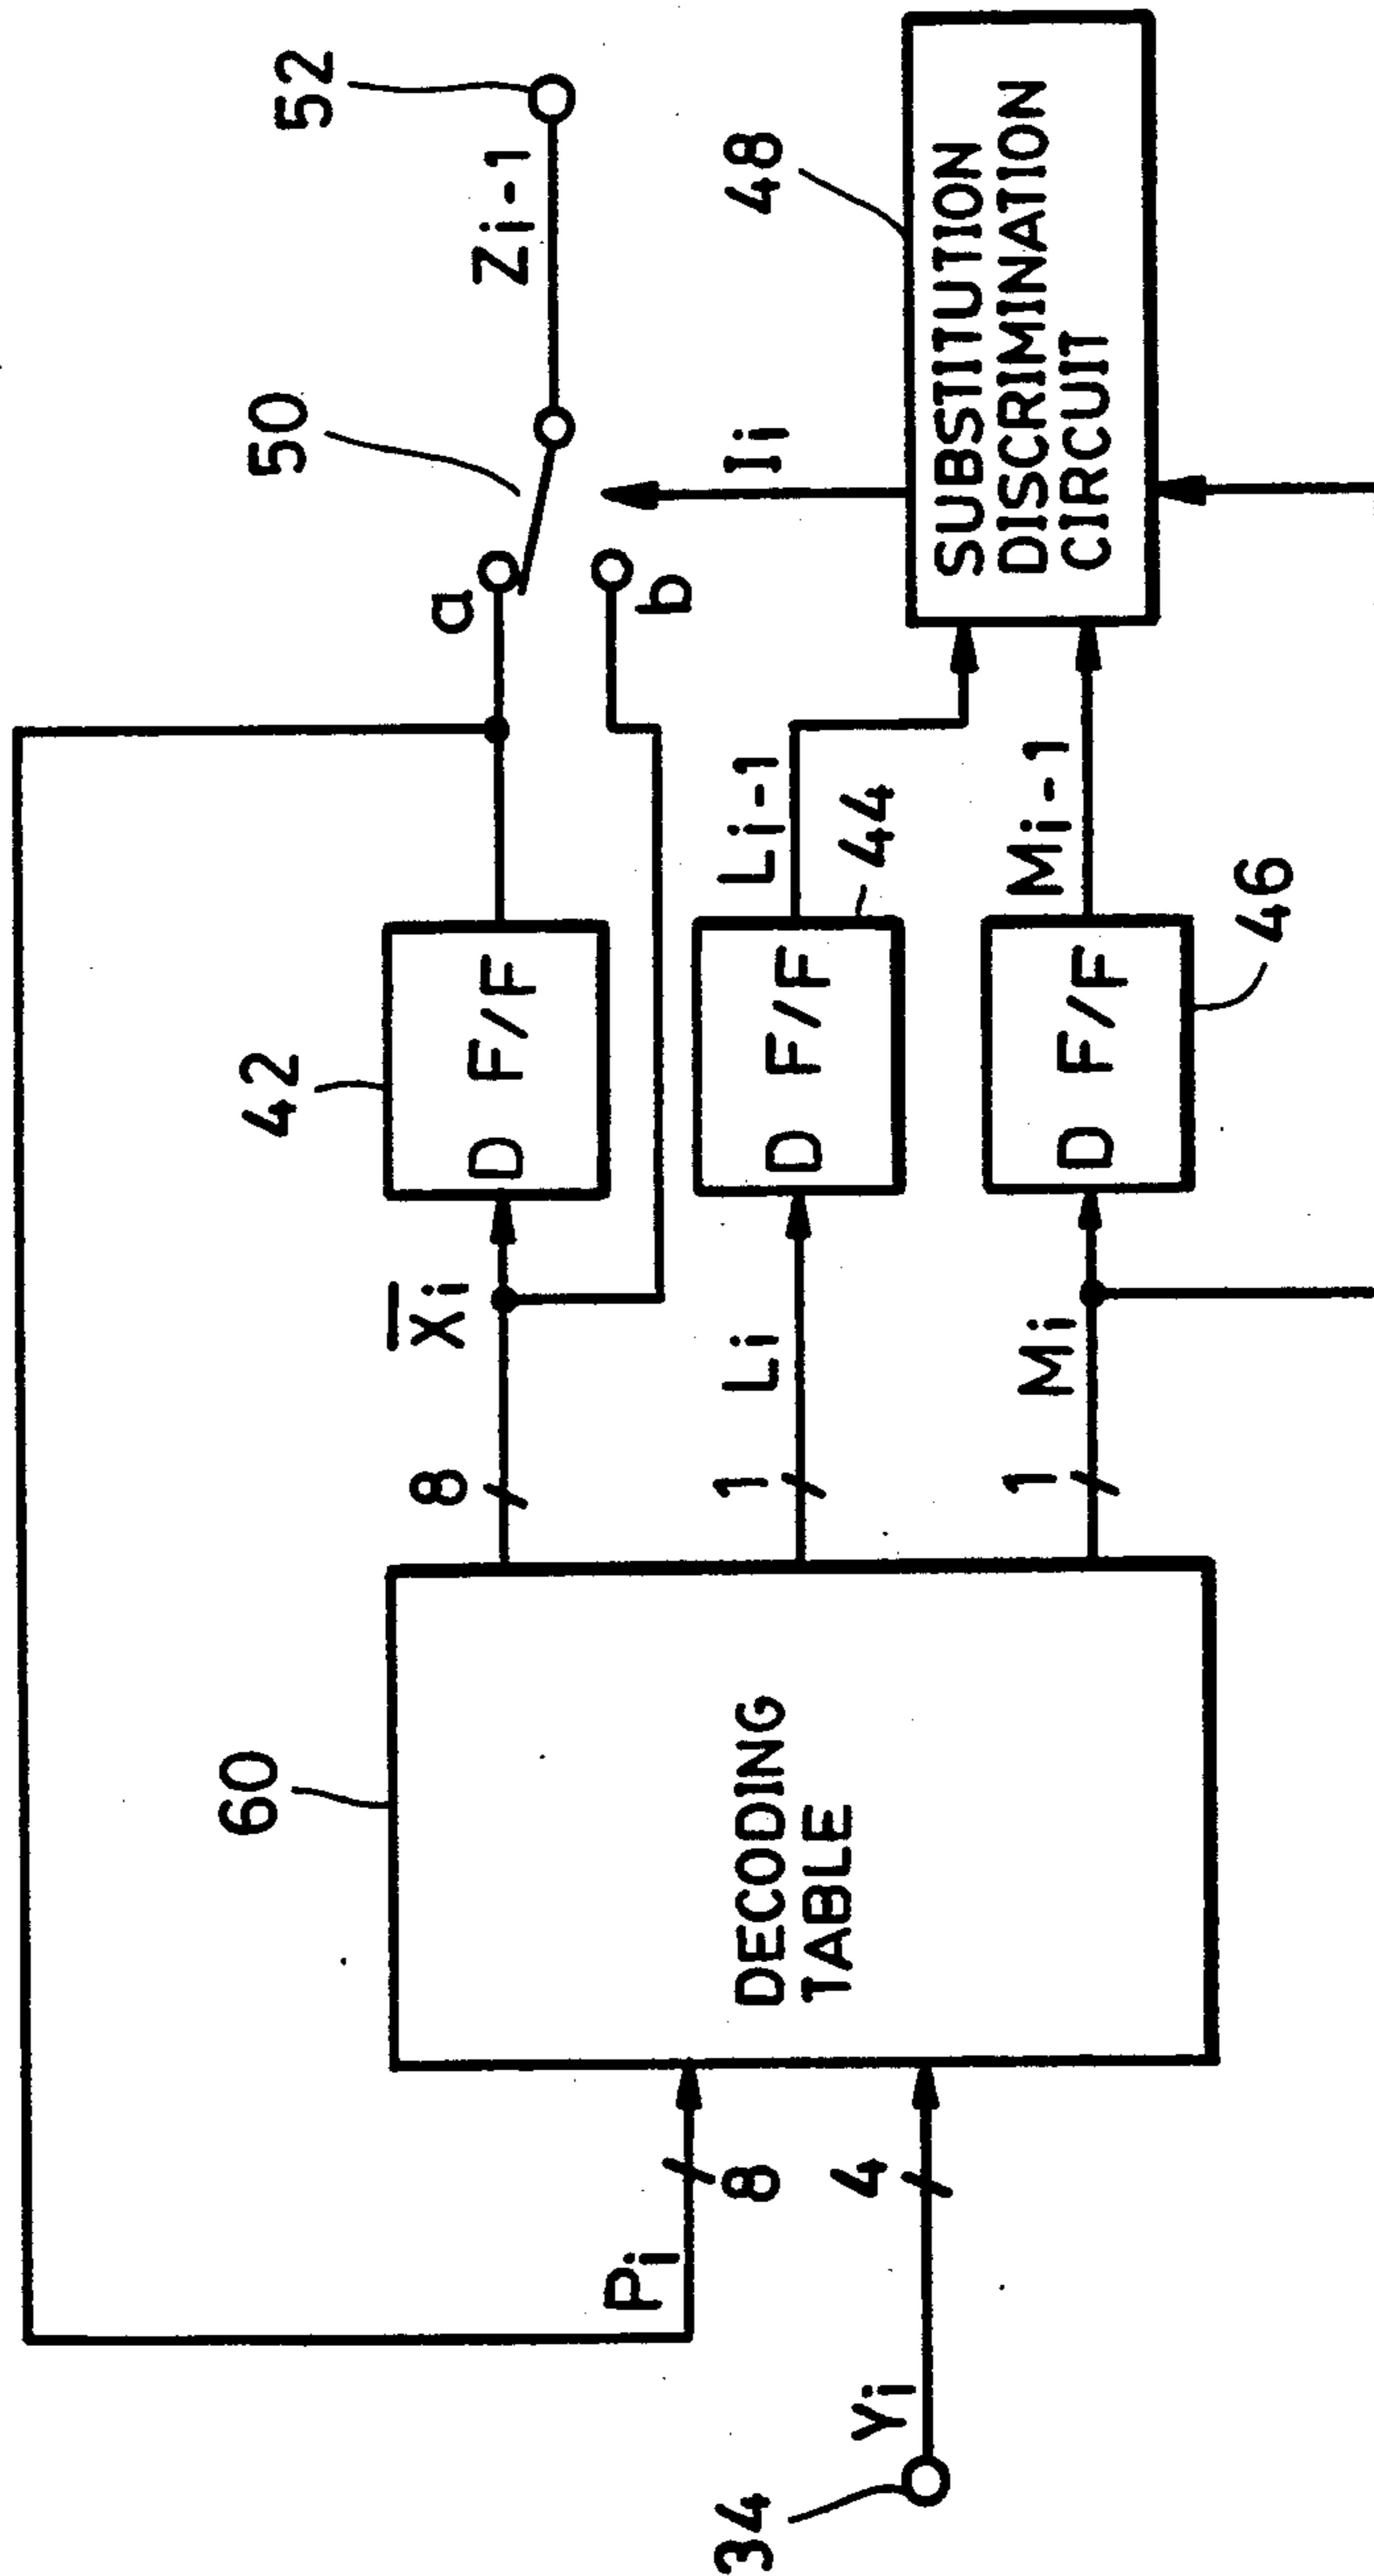 34
Yi
Pi
8
4
60
DECODING
TABLE
8
1
1
X̅i
Li
Mi
42
D F/F
D F/F
44
D F/F
46
Li-1
Mi-1
a
b
50
Ii
Zi-1
52
48
SUBSTITUTION
DISCRIMINATION
CIRCUIT